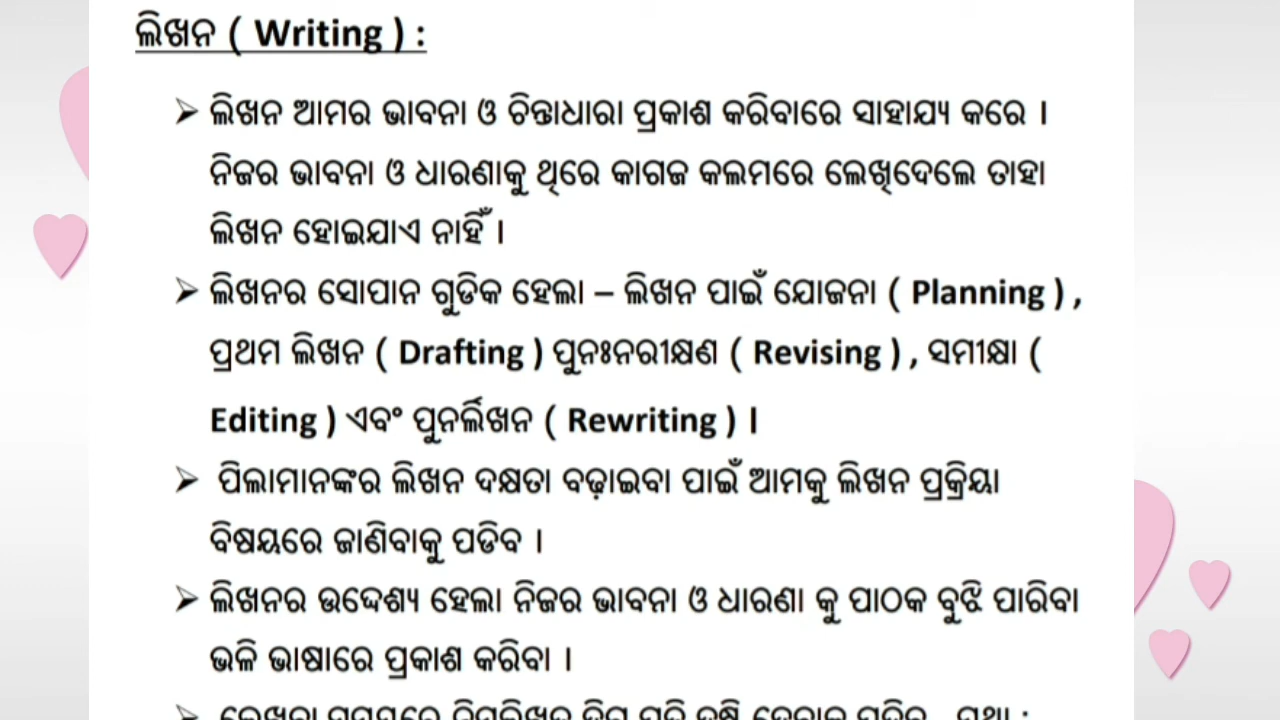 ଲିଖନ ( Writing ) :
➢ ଲିଖନ ଆମର ଭାବନା ଓ ଚିନ୍ତାଧାରା ପ୍ରକାଶ କରିବାରେ ସାହାଯ୍ୟ କରେ ।
ନିଜର ଭାବନା ଓ ଧାରଣାକୁ ଥିରେ କାଗଜ କଲମରେ ଲେଖିଦେଲେ ତାହା
ଲିଖନ ହୋଇଯାଏ ନାହିଁ ।
➢ ଲିଖନର ସୋପାନ ଗୁଡିକ ହେଲା – ଲିଖନ ପାଇଁ ଯୋଜନା ( Planning ) ,
ପ୍ରଥମ ଲିଖନ ( Drafting ) ପୁନଃନରୀକ୍ଷଣ ( Revising ) , ସମୀକ୍ଷା (
Editing ) ଏବଂ ପୁନର୍ଲିଖନ ( Rewriting ) ।
➢ ପିଲାମାନଙ୍କର ଲିଖନ ଦକ୍ଷତା ବଢ଼ାଇବା ପାଇଁ ଆମକୁ ଲିଖନ ପ୍ରକ୍ରିୟା
ବିଷୟରେ ଜାଣିବାକୁ ପଡିବ ।
➢ ଲିଖନର ଉଦ୍ଦେଶ୍ୟ ହେଲା ନିଜର ଭାବନା ଓ ଧାରଣା କୁ ପାଠକ ବୁଝି ପାରିବା
ଭଳି ଭାଷାରେ ପ୍ରକାଶ କରିବା ।